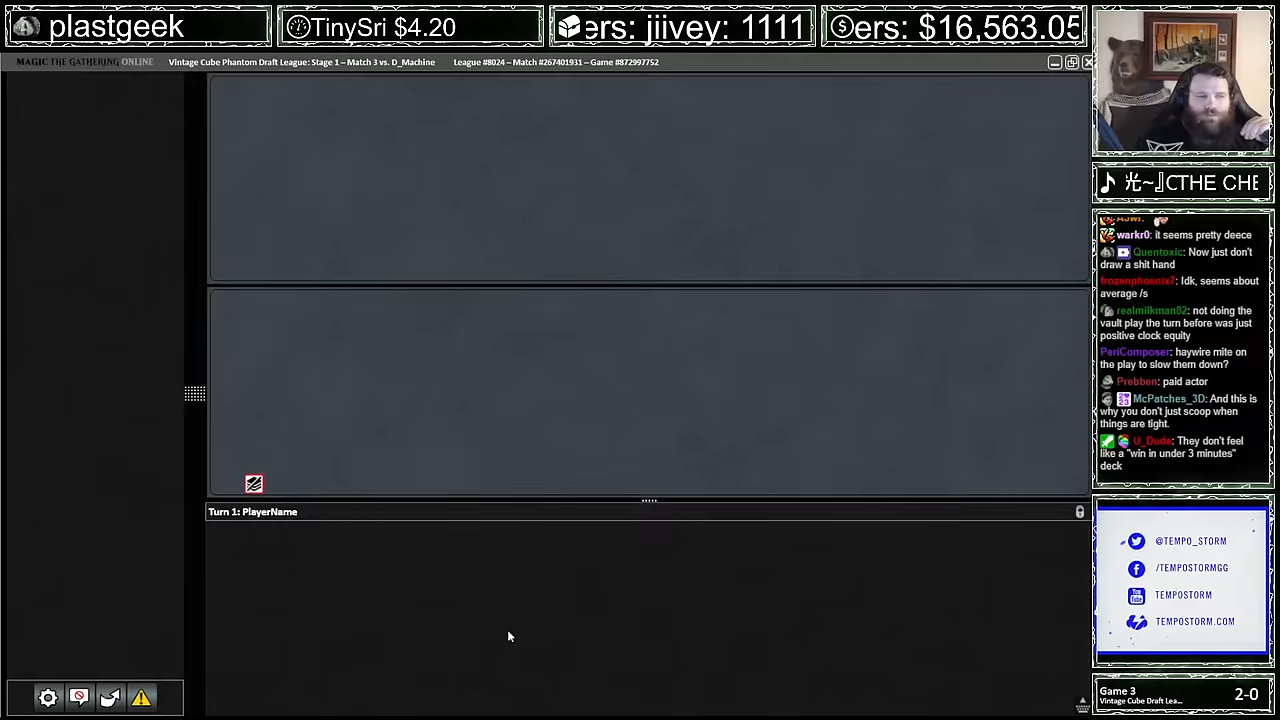 plastgeek
TinySri $4.20
ers: jiivey: 1111
ers: $16,563.05
MAGIC THE GATHERING ONLINE
Vintage Cube Phantom Draft League: Stage 1 – Match 3 vs. D_Machine
League #8024 – Match #267401931 – Game #872997752
光~』CTHE CHE
warkr0: it seems pretty deece
Quentoxic: Now just don't
draw a shit hand
frozenphoenix7: Idk, seems about
average /s
realmilkman82: not doing the
vault play the turn before was just
positive clock equity
PeriComposer: haywire mite on
the play to slow them down?
Prebben: paid actor
McPatches_3D: And this is
why you don't just scoop when
things are tight.
U_Dude: They don't feel
like a "win in under 3 minutes"
deck
Turn 1: PlayerName
@TEMPO_STORM
/TEMPOSTORMGG
TEMPOSTORM
TEMPOSTORM.COM
Game 3
Vintage Cube Draft Lea...
2-0